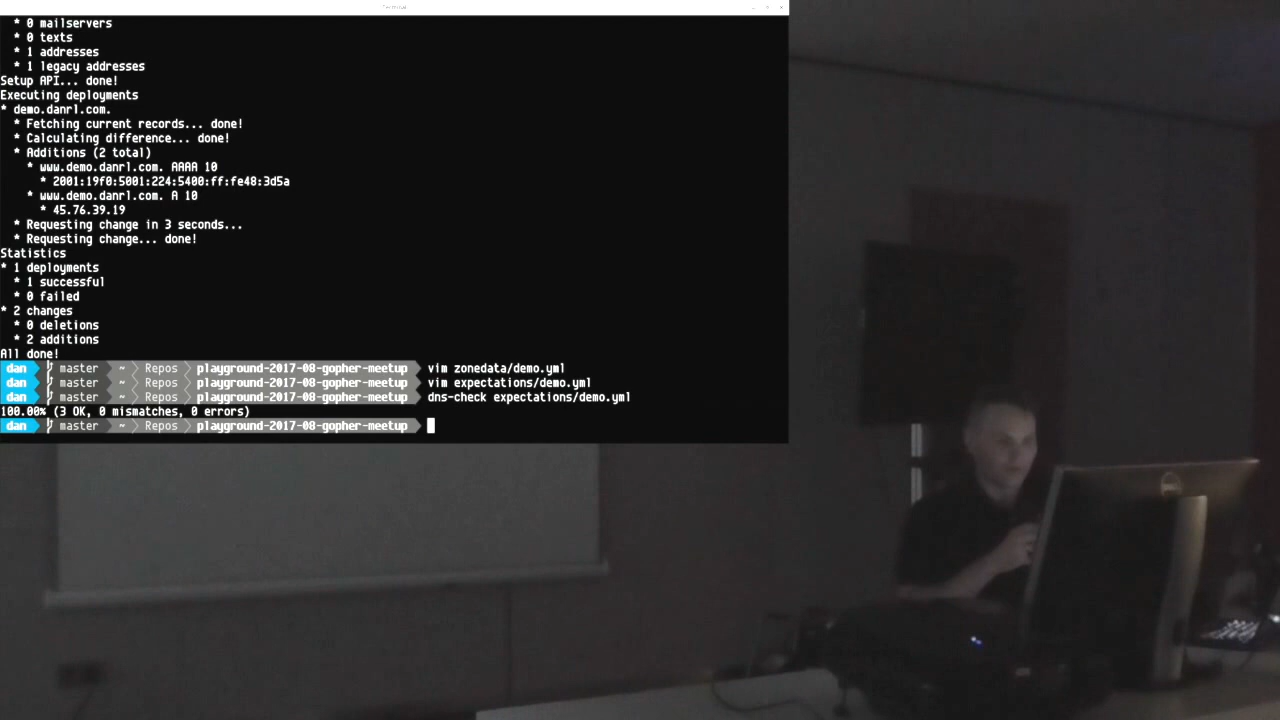 * 0 mailservers
* 0 texts
* 1 addresses
* 1 legacy addresses
Setup API... done!
Executing deployments
* demo.danrl.com.
* Fetching current records... done!
* Calculating difference... done!
* Additions (2 total)
* www.demo.danrl.com. AAAA 10
* 2001:19f0:5001:224:5400:ff:fe48:3d5a
* www.demo.danrl.com. A 10
* 45.76.39.19
* Requesting change in 3 seconds...
* Requesting change... done!
Statistics
* 1 deployments
* 1 successful
* 0 failed
* 2 changes
* 0 deletions
* 2 additions
All done!
dan master ~ Repos playground-2017-08-gopher-meetup vim zonedata/demo.yml
dan master ~ Repos playground-2017-08-gopher-meetup vim expectations/demo.yml
dan master ~ Repos playground-2017-08-gopher-meetup dns-check expectations/demo.yml
100.00% (3 OK, 0 mismatches, 0 errors)
dan master ~ Repos playground-2017-08-gopher-meetup